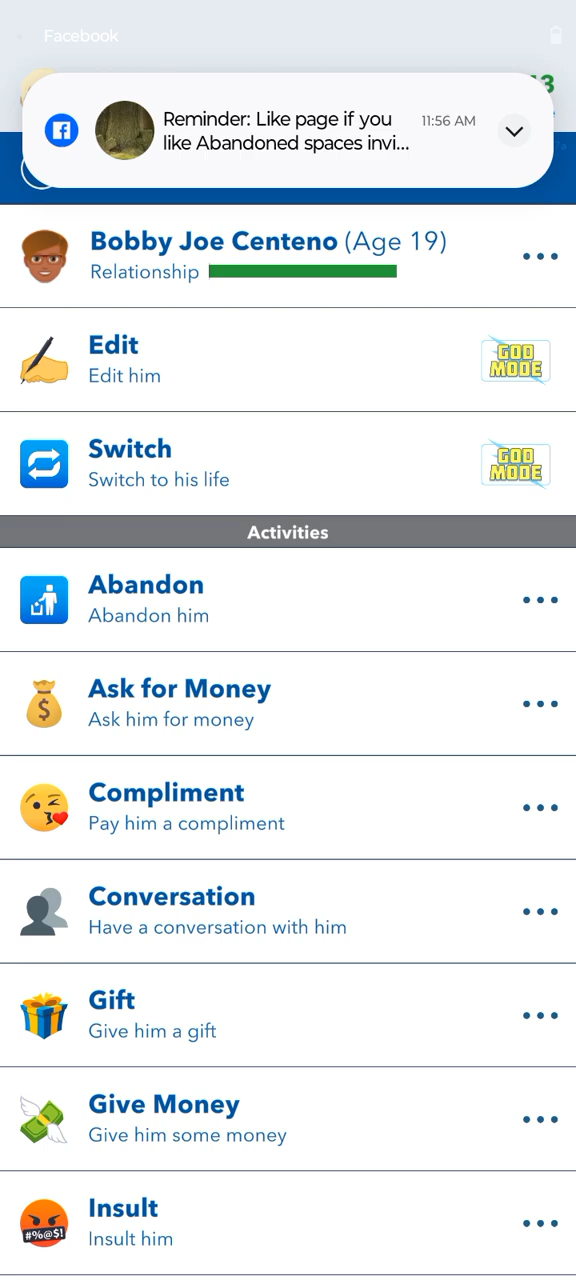 Facebook
3
Reminder: Like page if you
like Abandoned spaces invi...
11:56 AM
Bobby Joe Centeno (Age 19)
Relationship
Edit
Edit him
GOD
MODE
Switch
Switch to his life
GOD
MODE
Activities
Abandon
Abandon him
Ask for Money
Ask him for money
$
Compliment
Pay him a compliment
Conversation
Have a conversation with him
Gift
Give him a gift
Give Money
Give him some money
Insult
Insult him
#%@$!